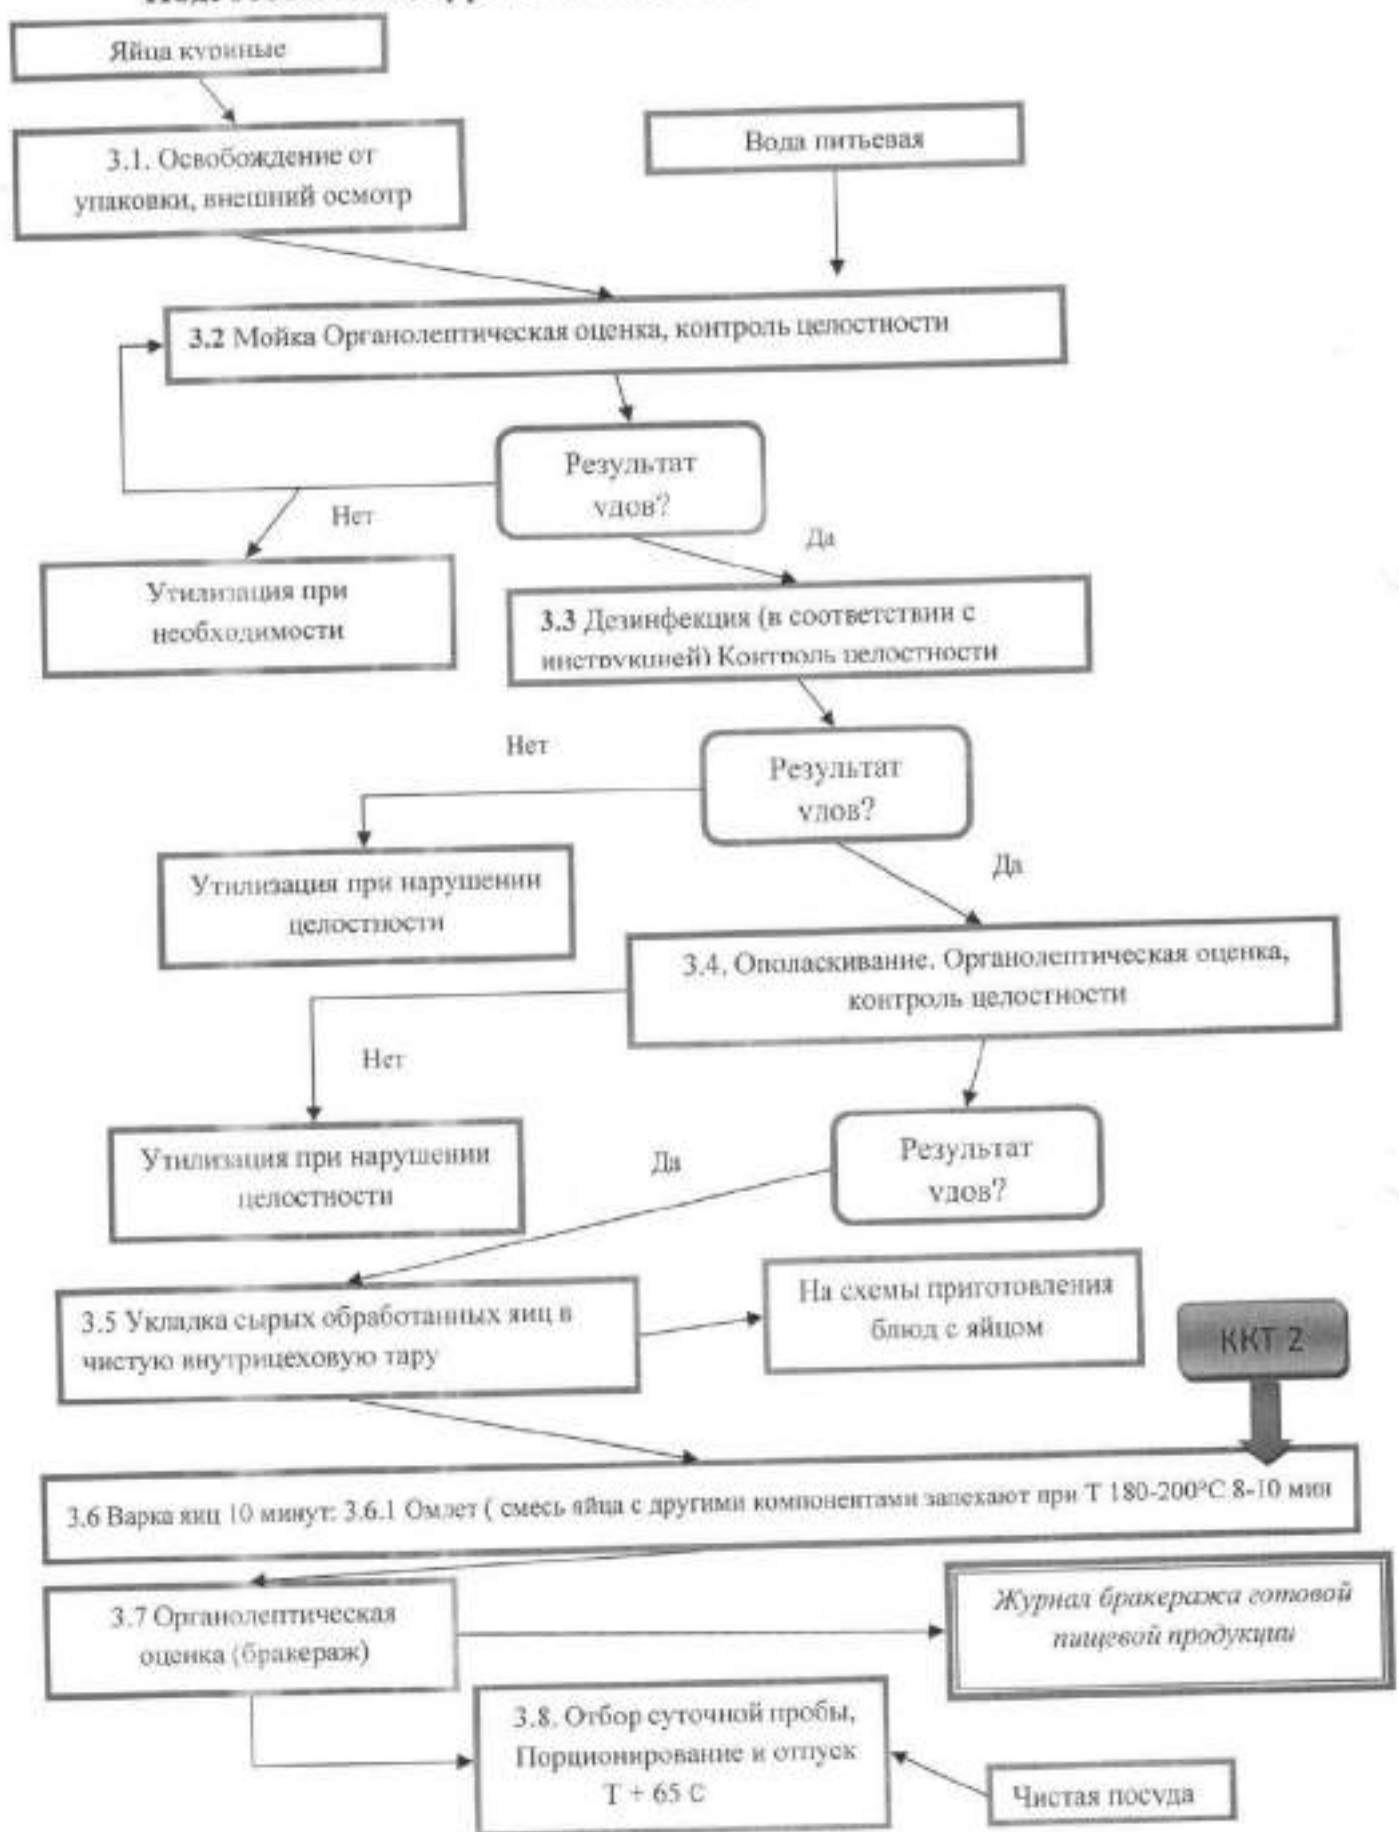 Яйца куриные
3.1. Освобождение от
упаковки, внешний осмотр
Вода питьевая
3.2 Мойка Органолептическая оценка, контроль целостности
Результат
удов?
Нет
Да
Утилизация при
необходимости
3.3 Дезинфекция (в соответствии с
инструкцией) Контроль целостности
Нет
Результат
удов?
Да
Утилизация при нарушении
целостности
3.4. Ополаскивание. Органолептическая оценка,
контроль целостности
Нет
Утилизация при нарушении
целостности
Да
Результат
удов?
3.5 Укладка сырых обработанных яиц в
чистую внутрицеховую тару
На схемы приготовления
блюд с яйцом
ККТ 2
3.6 Варка яиц 10 минут: 3.6.1 Омлет ( смесь яйца с другими компонентами запекают при Т 180-200°С 8-10 мин
3.7 Органолептическая
оценка (бракераж)
Журнал бракеража готовой
пищевой продукции
3.8. Отбор суточной пробы,
Порционирование и отпуск
Т + 65 С
Чистая посуда